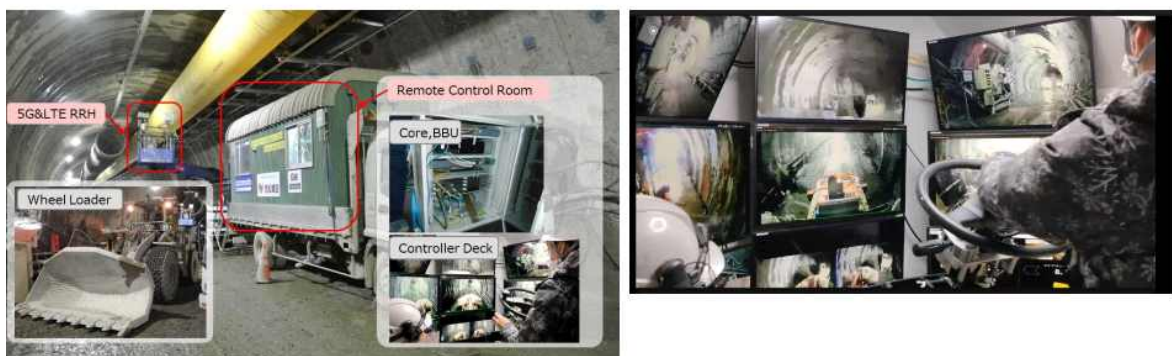 5G&LTE RRH
Remote Control Room
Core,BBU
Wheel Loader
Controller Deck